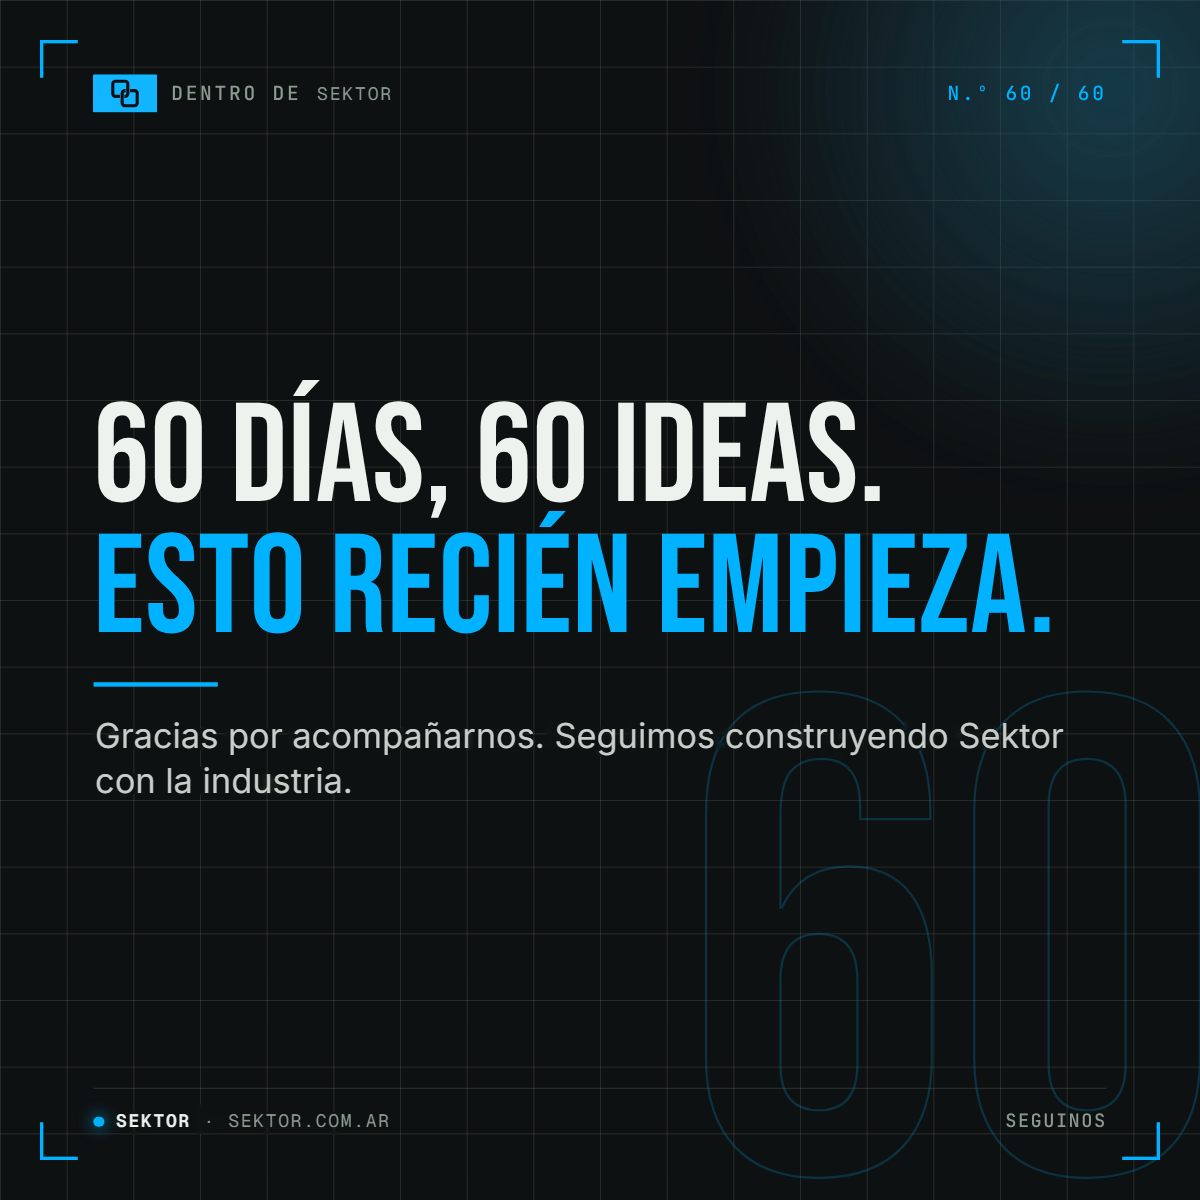 DENTRO DE SEKTOR
N.° 60 / 60
60 DÍAS, 60 IDEAS.
ESTO RECIÉN EMPIEZA.
Gracias por acompañarnos. Seguimos construyendo Sektor
con la industria.
60
SEKTOR · SEKTOR.COM.AR
SEGUINOS